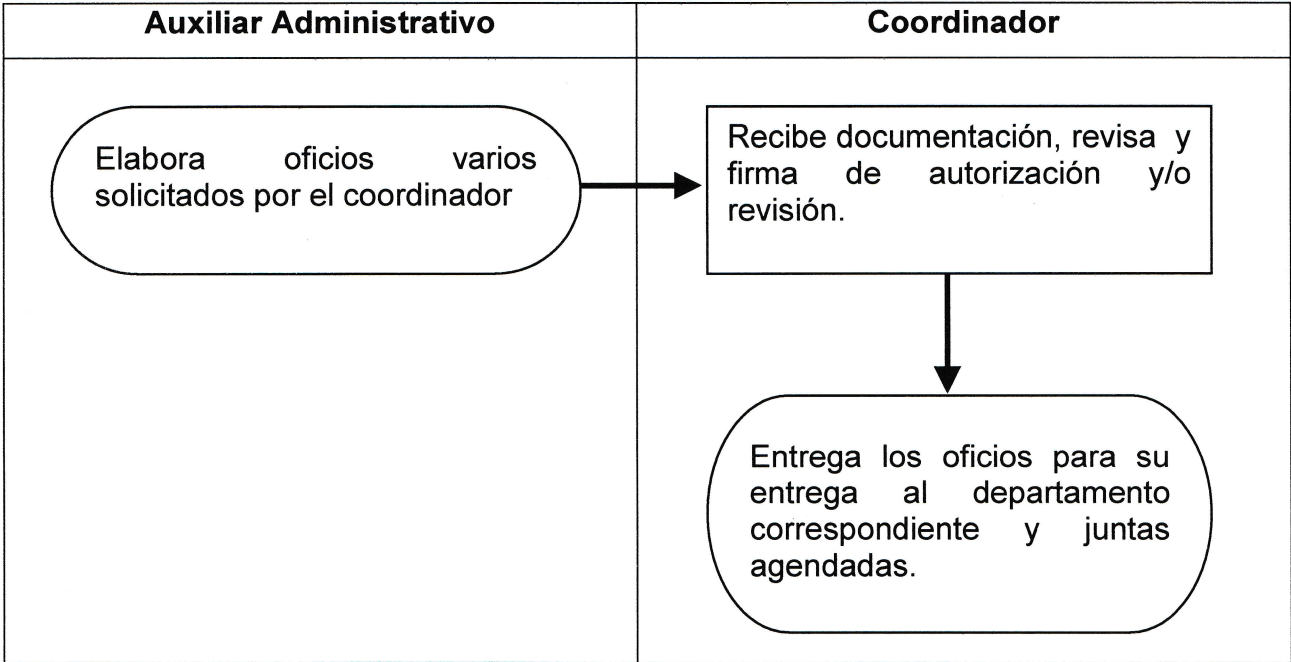 Auxiliar Administrativo
Coordinador
Elabora oficios varios
solicitados por el coordinador
Recibe documentación, revisa y
firma de autorización y/o
revisión.
Entrega los oficios para su
entrega al departamento
correspondiente y juntas
agendadas.